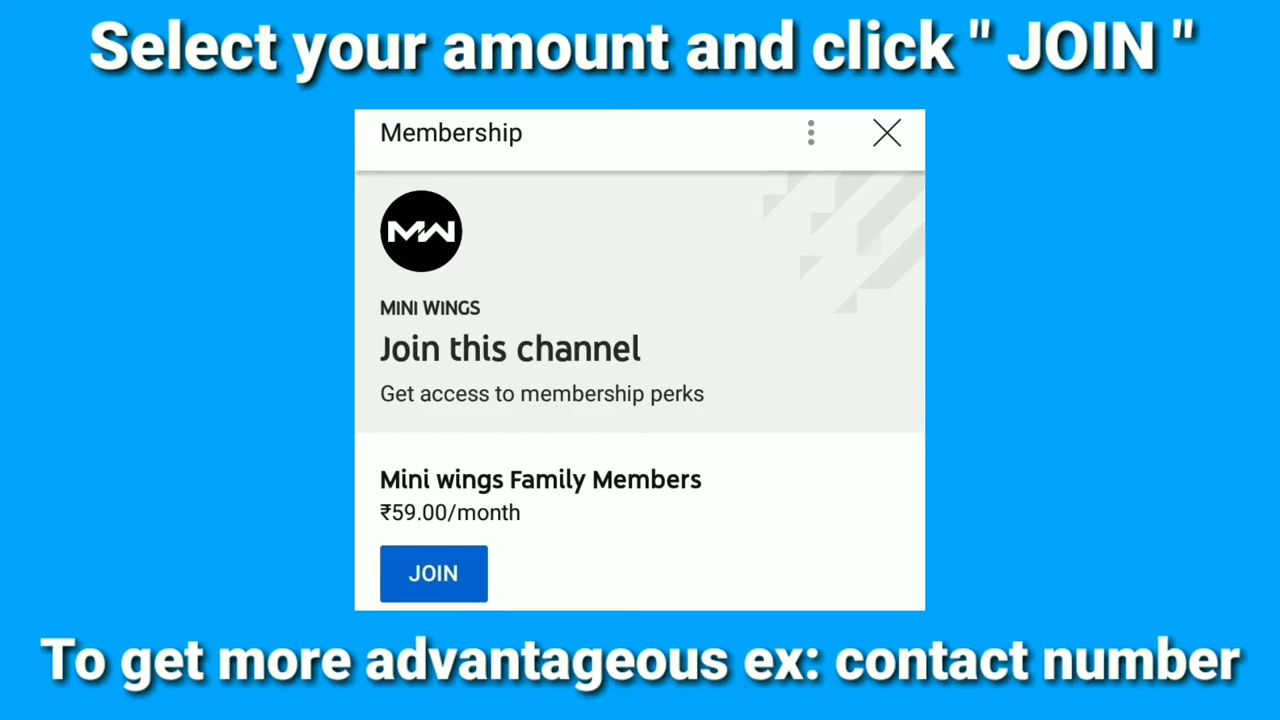 Select your amount and click " JOIN "
Membership
MW
MINI WINGS
Join this channel
Get access to membership perks
Mini wings Family Members
₹59.00/month
JOIN
To get more advantageous ex: contact number